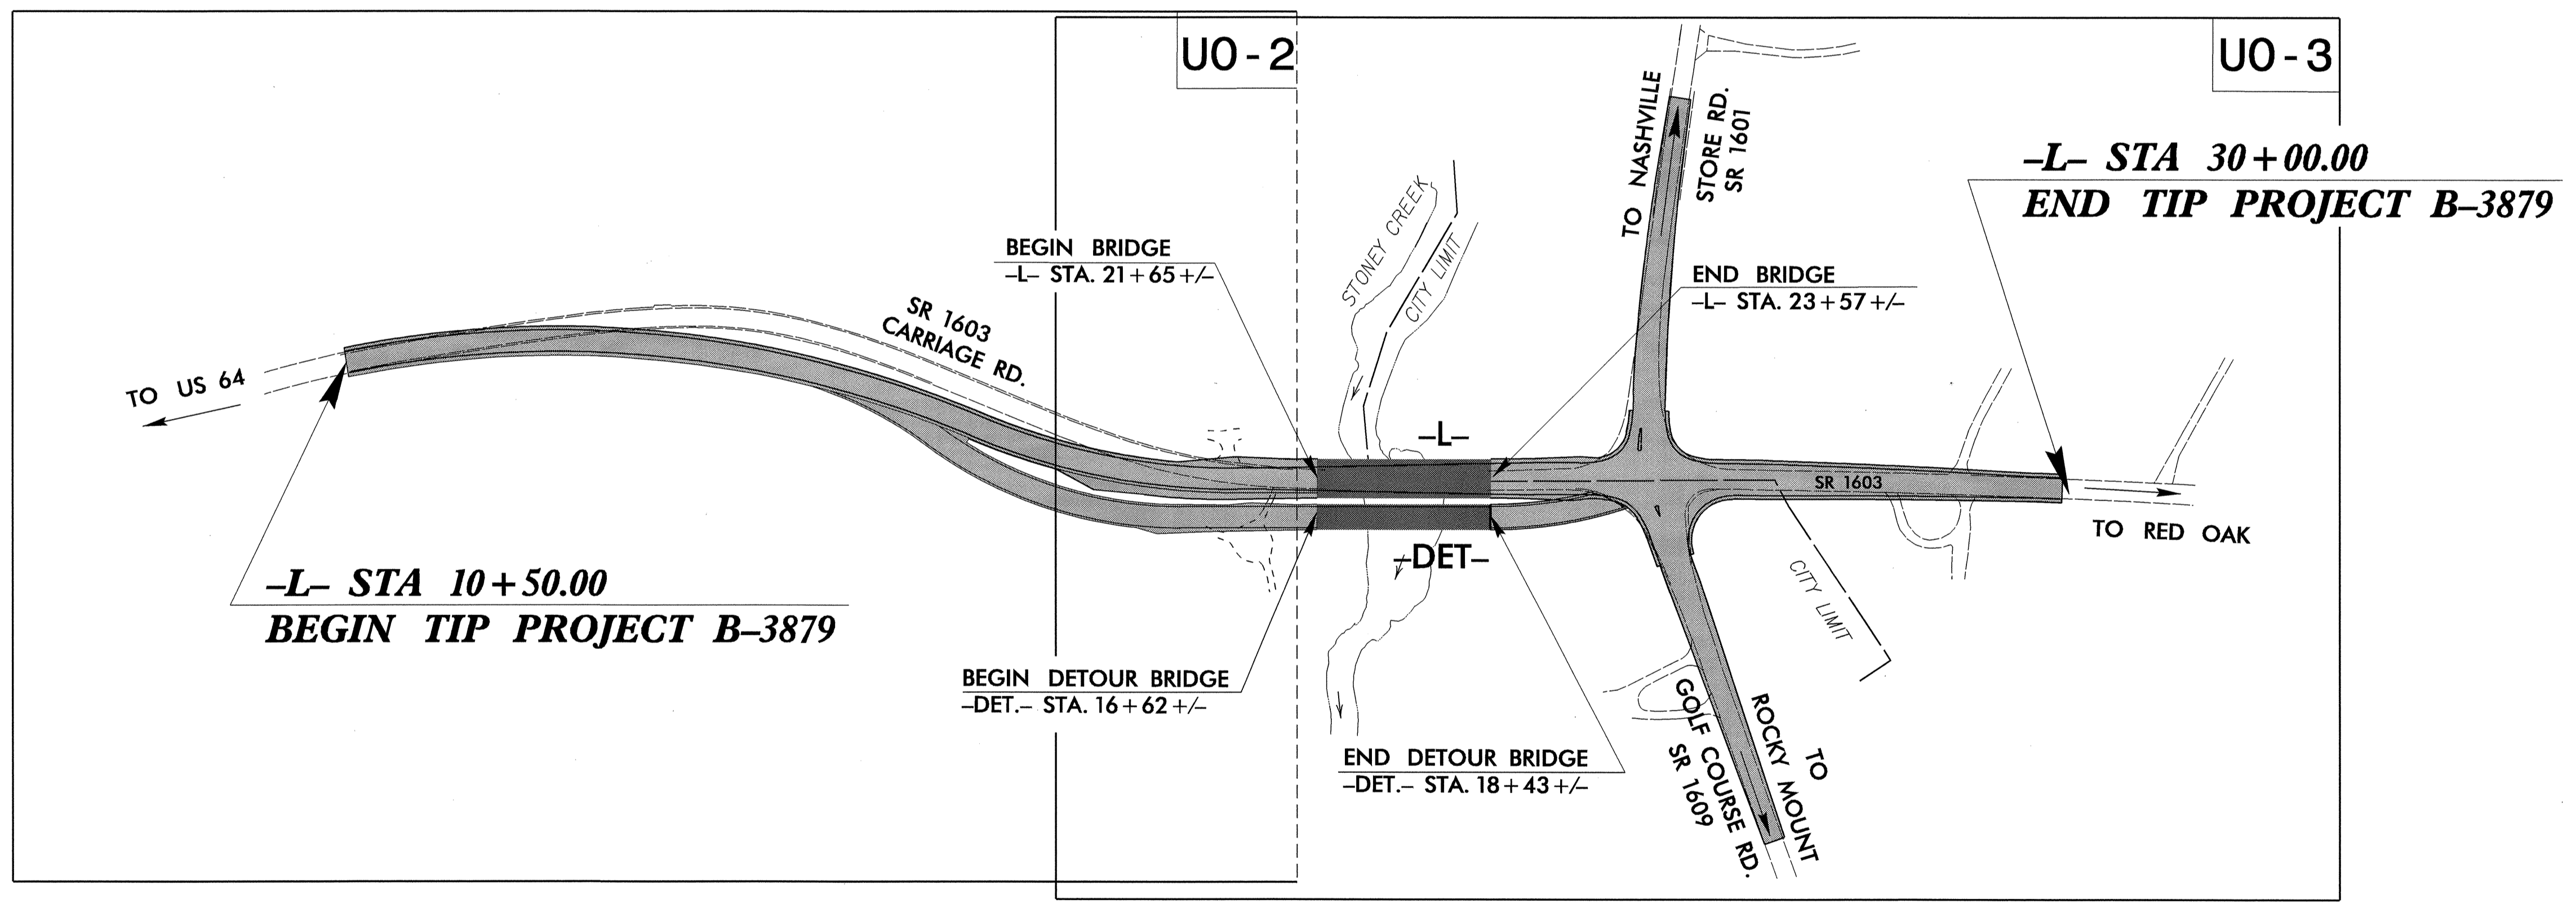 UO-2
UO-3
TO NASHVILLE
STORE RD.
SR 1601
–L– STA 30+00.00
END TIP PROJECT B–3879
STONEY CREEK
CITY LIMIT
BEGIN BRIDGE
–L– STA. 21+65+/–
END BRIDGE
–L– STA. 23+57+/–
SR 1603
CARRIAGE RD.
TO US 64
–L–
SR 1603
TO RED OAK
–DET–
–L– STA 10+50.00
BEGIN TIP PROJECT B–3879
CITY LIMIT
BEGIN DETOUR BRIDGE
–DET.– STA. 16+62+/–
END DETOUR BRIDGE
–DET.– STA. 18+43+/–
GOLF COURSE RD.
SR 1609
TO
ROCKY MOUNT